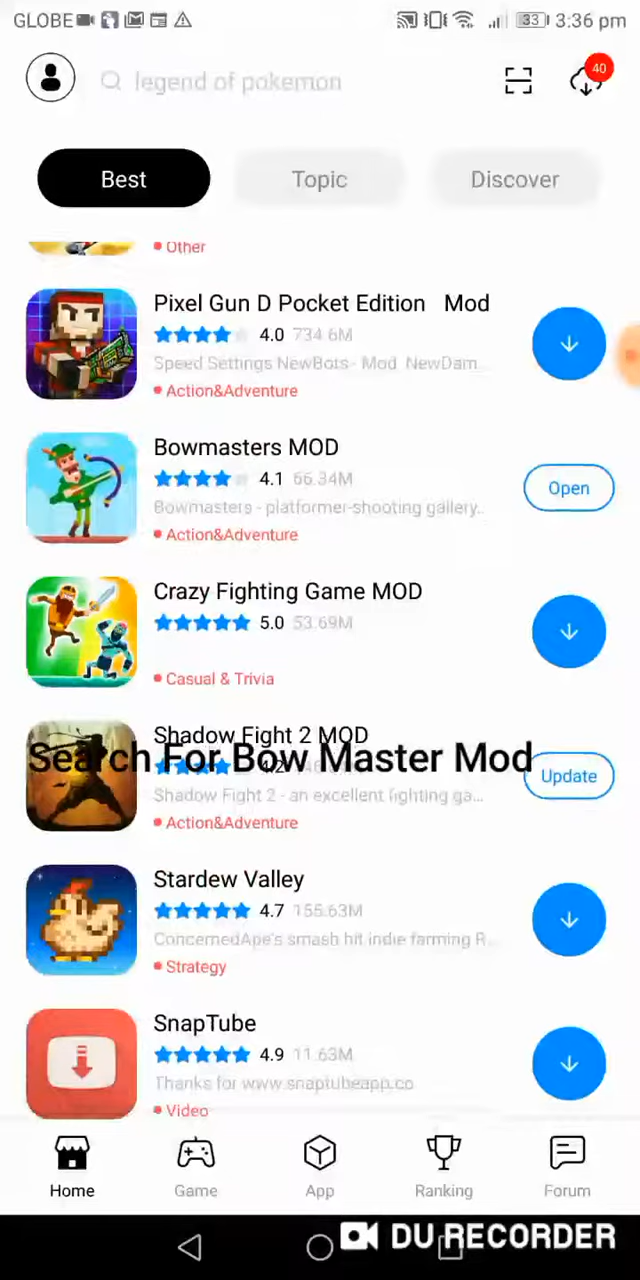 GLOBE 33 3:36 pm
legend of pokemon 40
Best Topic Discover
Other
Pixel Gun D Pocket Edition Mod
4.0 734.6M
Speed Settings NewBots- Mod NewDam...
Action&Adventure
Bowmasters MOD
4.1 66.34M
Bowmasters - platformer-shooting gallery..
Open
Action&Adventure
Crazy Fighting Game MOD
5.0 53.69M
Casual & Trivia
Shadow Fight 2 MOD
Search For Bow Master Mod
4.2
Update
Shadow Fight 2 - an excellent fighting ga...
Action&Adventure
Stardew Valley
4.7 155.63M
ConcernedApe's smash hit indie farming R...
Strategy
SnapTube
4.9 11.63M
Thanks for www.snaptubeapp.co
Video
Home Game App Ranking Forum
DU RECORDER